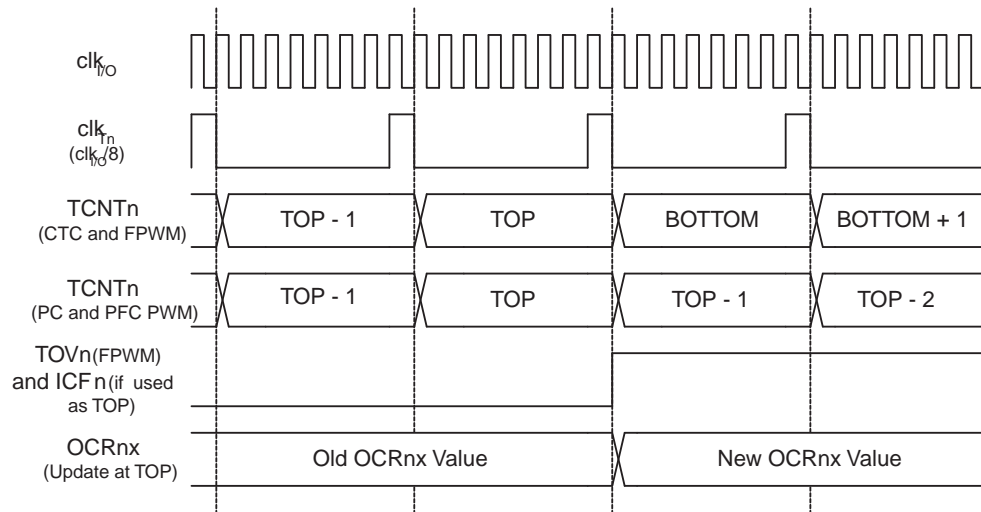 clkI/O
clkTn
(clkI/O/8)
TCNTn
(CTC and FPWM)
TOP - 1
TOP
BOTTOM
BOTTOM + 1
TCNTn
(PC and PFC PWM)
TOP - 1
TOP
TOP - 1
TOP - 2
TOVn(FPWM)
and ICFn(if used
as TOP)
OCRnx
(Update at TOP)
Old OCRnx Value
New OCRnx Value